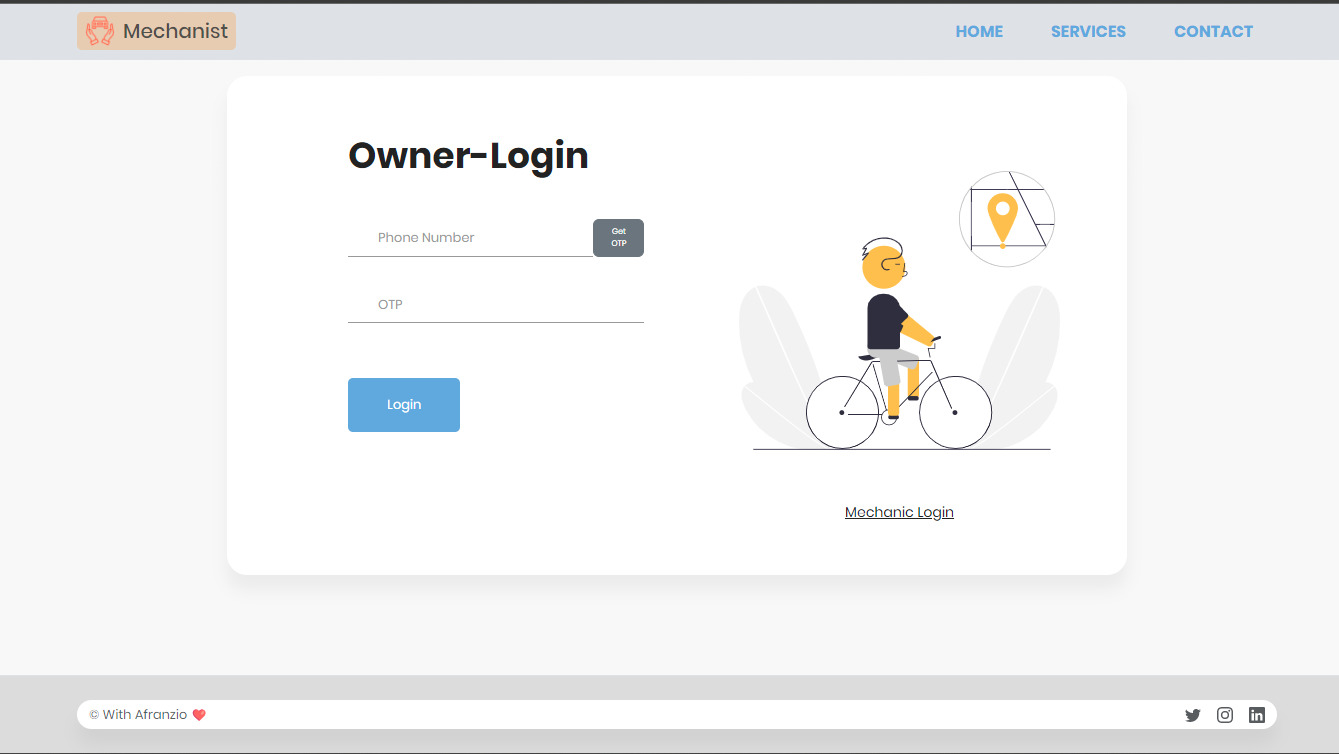 Mechanist
HOME
SERVICES
CONTACT
Owner-Login
Phone Number
Get
OTP
OTP
Login
Mechanic Login
© With Afranzio ❤️